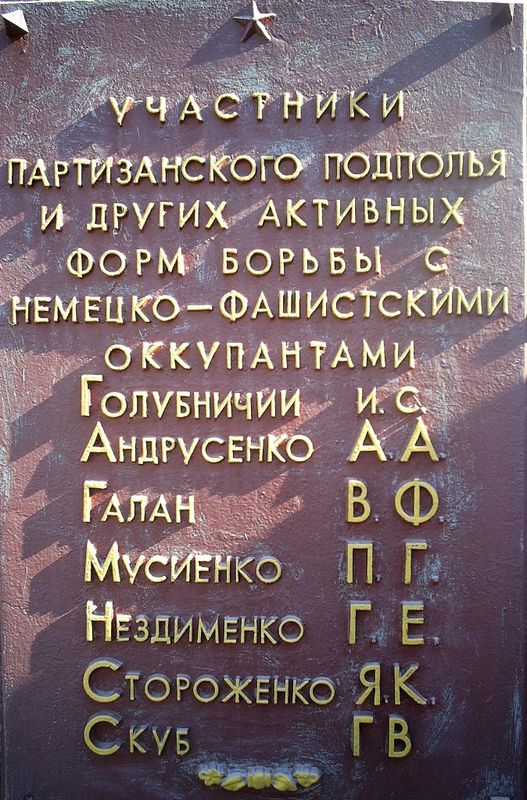 УЧАСТНИКИ
ПАРТИЗАНСКОГО ПОДПОЛЬЯ
И ДРУГИХ АКТИВНЫХ
ФОРМ БОРЬБЫ С
НЕМЕЦКО—ФАШИСТСКИМИ
ОККУПАНТАМИ
ГОЛУБНИЧИИ И. С.
АНДРУСЕНКО А. А.
ГАЛАН В. Ф.
МУСИЕНКО П. Г.
НЕЗДИМЕНКО Г. Е.
СТОРОЖЕНКО Я.К.
СКУБ ГВ